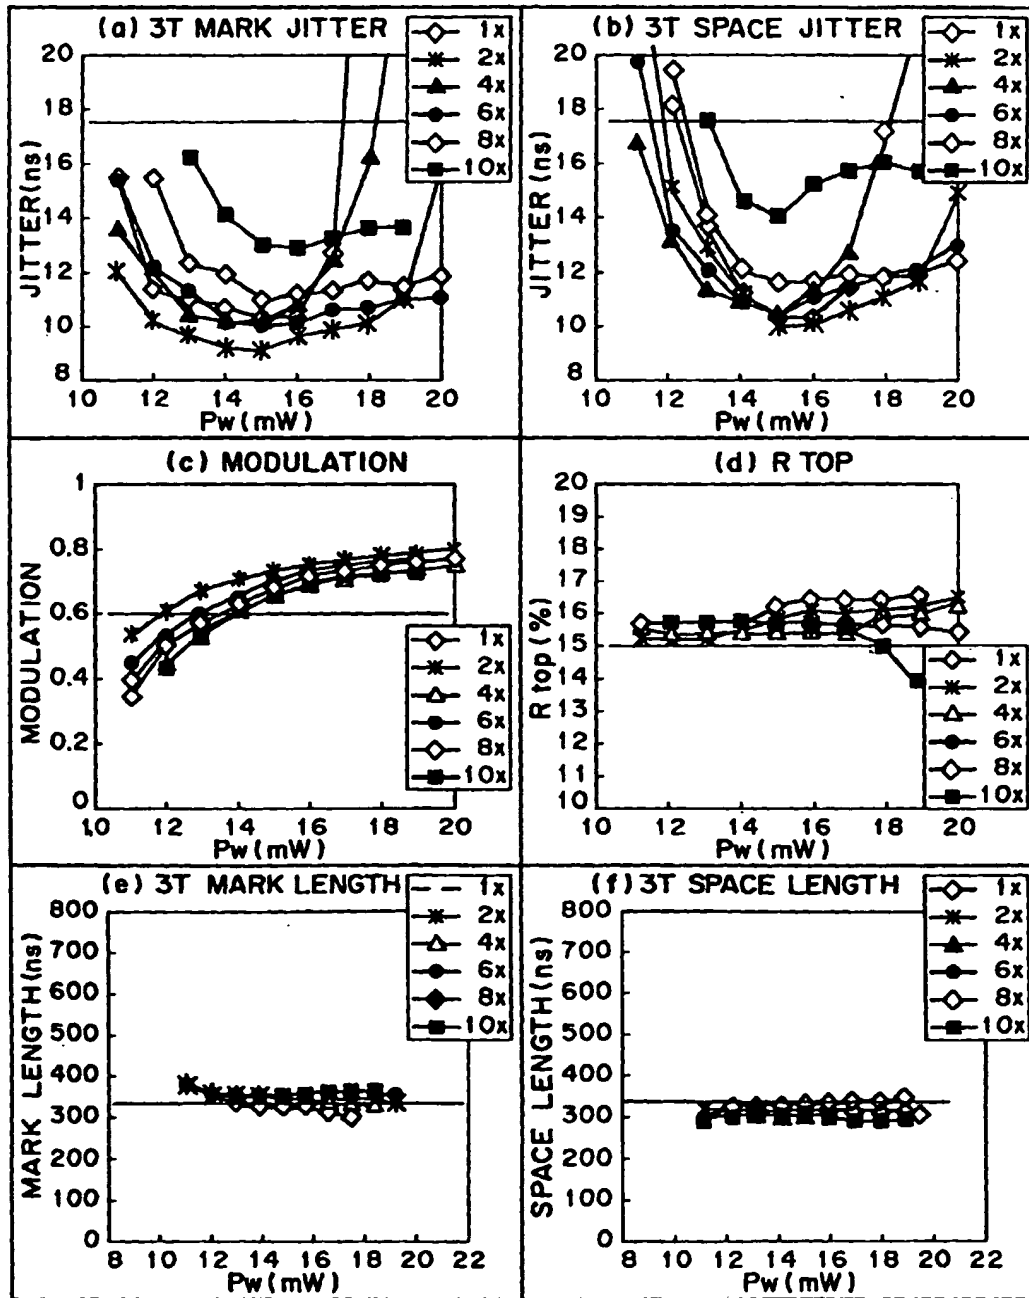 (a) 3T MARK JITTER
1x
2x
4x
6x
8x
10x
20
18
16
14
12
10
8
JITTER(ns)
10 12 14 16 18 20
Pw(mW)
(b) 3T SPACE JITTER
1x
2x
4x
6x
8x
10x
20
18
16
14
12
10
8
JITTER(ns)
10 12 14 16 18 20
Pw(mW)
(c) MODULATION
1
0.8
0.6
0.4
0.2
0
MODULATION
1x
2x
4x
6x
8x
10x
10 12 14 16 18 20
Pw(mW)
(d) R TOP
20
19
18
17
16
15
14
13
12
11
10
R top(%)
1x
2x
4x
6x
8x
10x
10 12 14 16 18 20
Pw(mW)
(e) 3T MARK LENGTH
1x
2x
4x
6x
8x
10x
800
700
600
500
400
300
200
100
0
MARK LENGTH(ns)
8 10 12 14 16 18 20 22
Pw(mW)
(f) 3T SPACE LENGTH
1x
2x
4x
6x
8x
10x
800
700
600
500
400
300
200
100
0
SPACE LENGTH(ns)
8 10 12 14 16 18 20 22
Pw(mW)